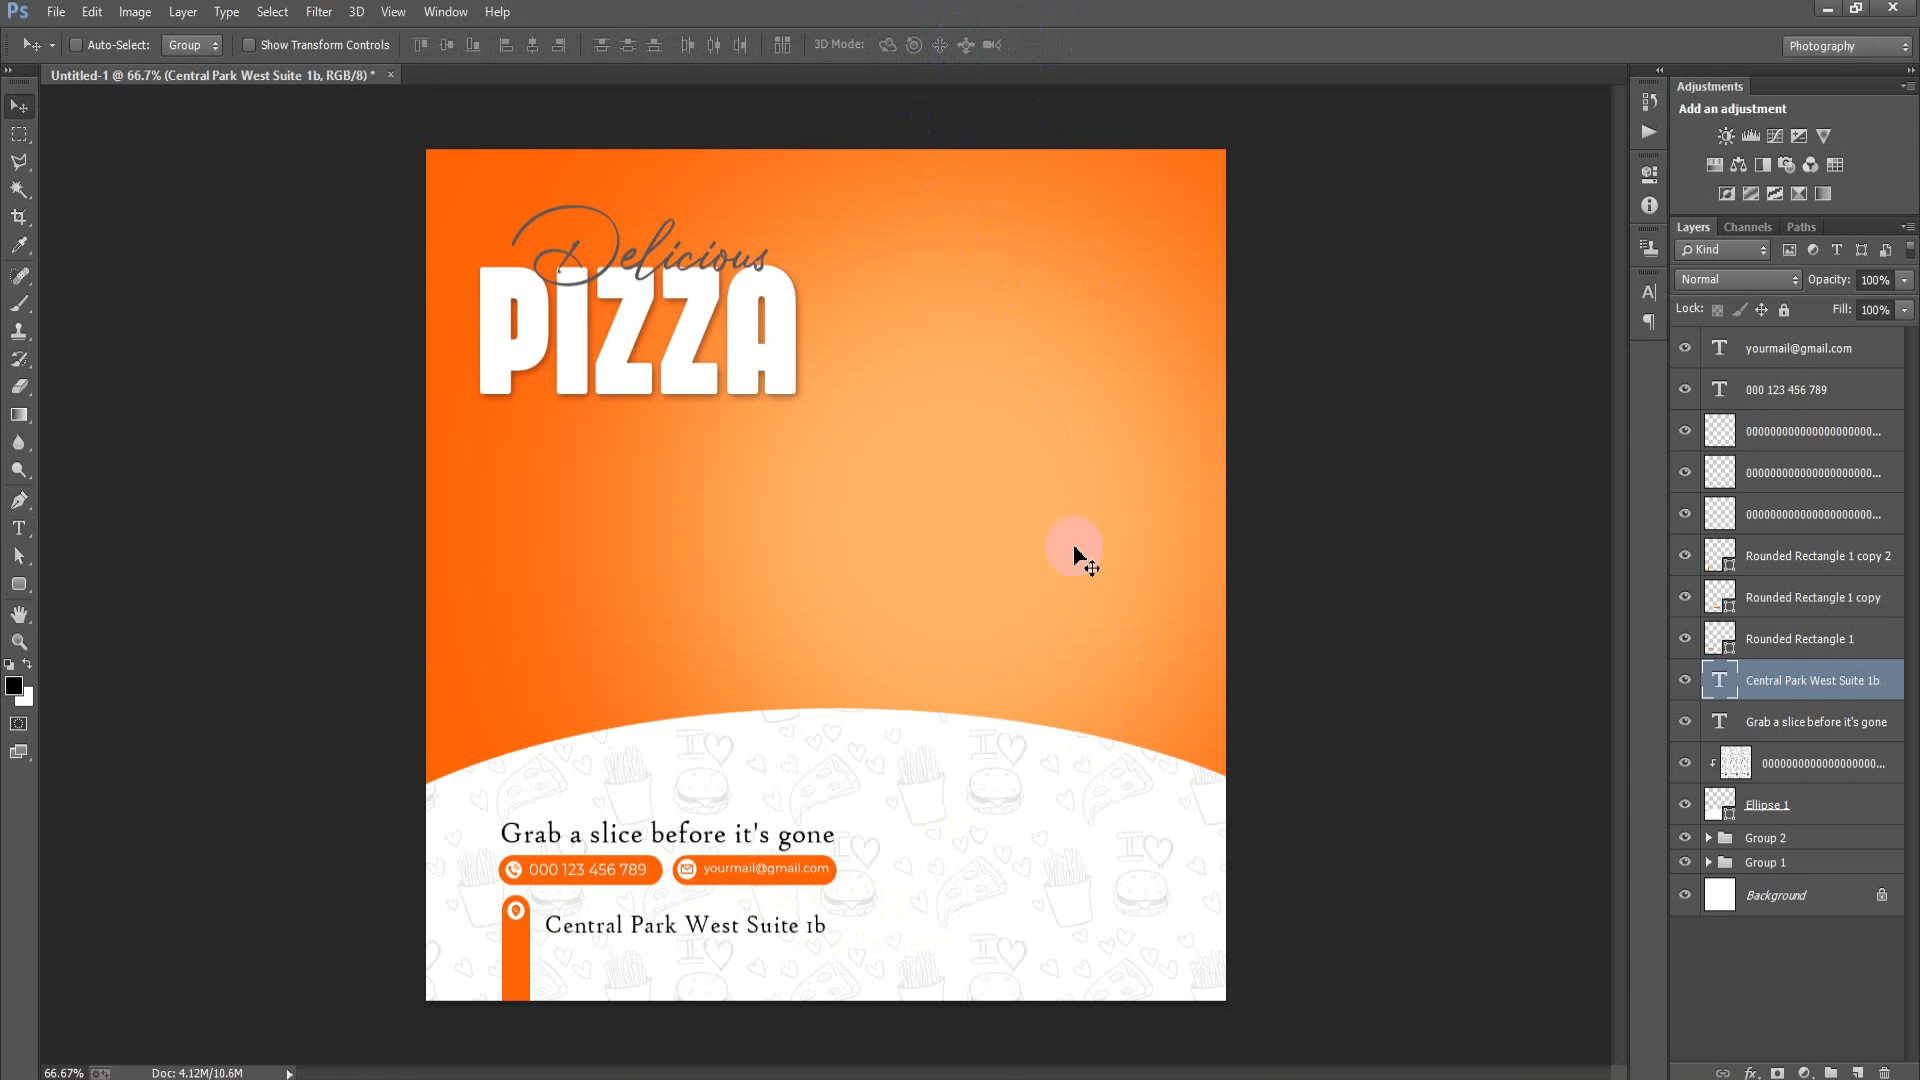 Ps File Edit Image Layer Type Select Filter 3D View Window Help
Auto-Select: Group Show Transform Controls 3D Mode: Photography
Untitled-1 @ 66.7% (Central Park West Suite 1b, RGB/8) * ×
Adjustments
Add an adjustment
Layers Channels Paths
Kind
Normal Opacity: 100%
Lock: Fill: 100%
yourmail@gmail.com
000 123 456 789
Rounded Rectangle 1 copy 2
Rounded Rectangle 1 copy
Rounded Rectangle 1
Central Park West Suite 1b
Grab a slice before it's gone
Ellipse 1
Group 2
Group 1
Background
Delicious
PIZZA
Grab a slice before it's gone
000 123 456 789 yourmail@gmail.com
Central Park West Suite 1b
66.67% Doc: 4.12M/10.6M